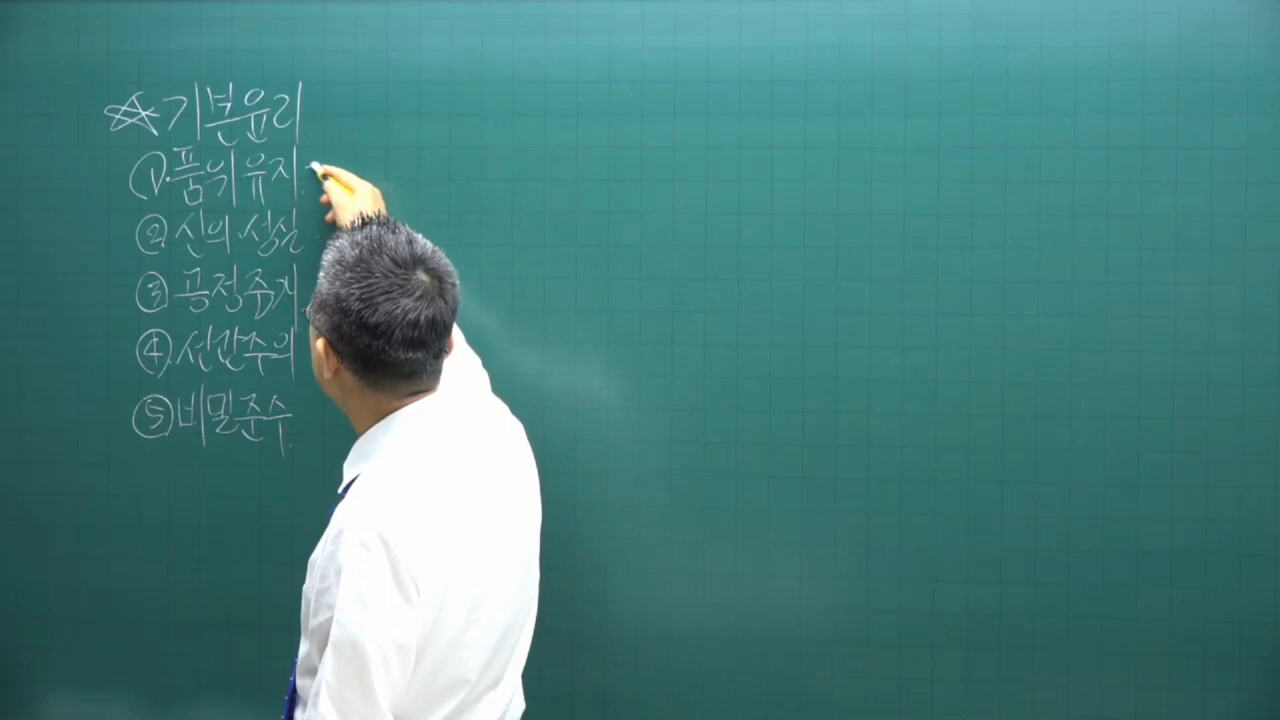 ☆기본윤리
①.품위유지.
②신의.성실
③공정중개.
④.선관주의
⑤비밀준수.